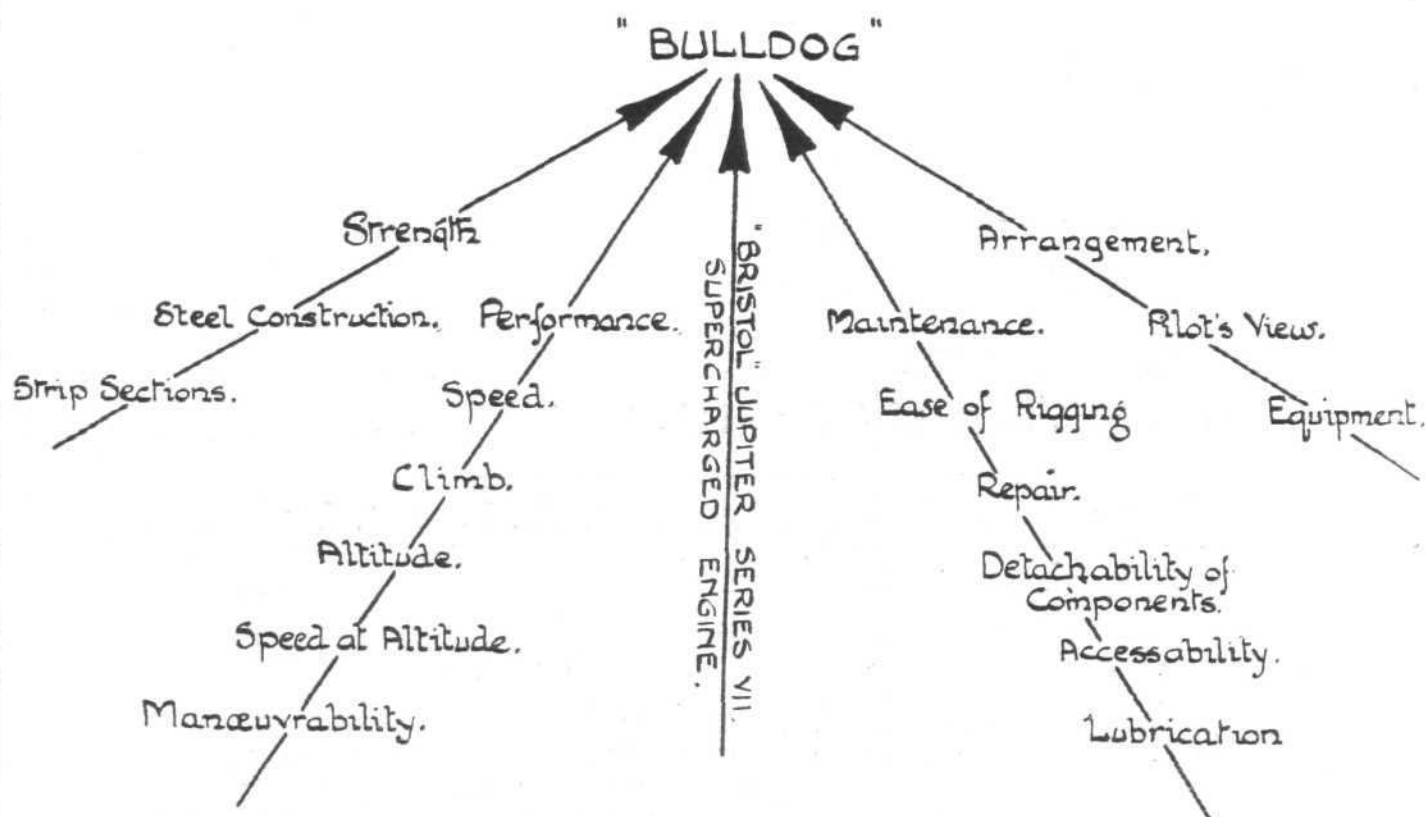 "BULLDOG"
Strength
Steel Construction.
Strip Sections.
Performance.
Speed.
Climb.
Altitude.
Speed at Altitude.
Manœuvrability.
"BRISTOL" JUPITER SERIES VII.
SUPERCHARGED ENGINE.
Maintenance.
Ease of Rigging
Repair.
Detachability of
Components.
Accessability.
Lubrication
Arrangement.
Pilot's View.
Equipment.